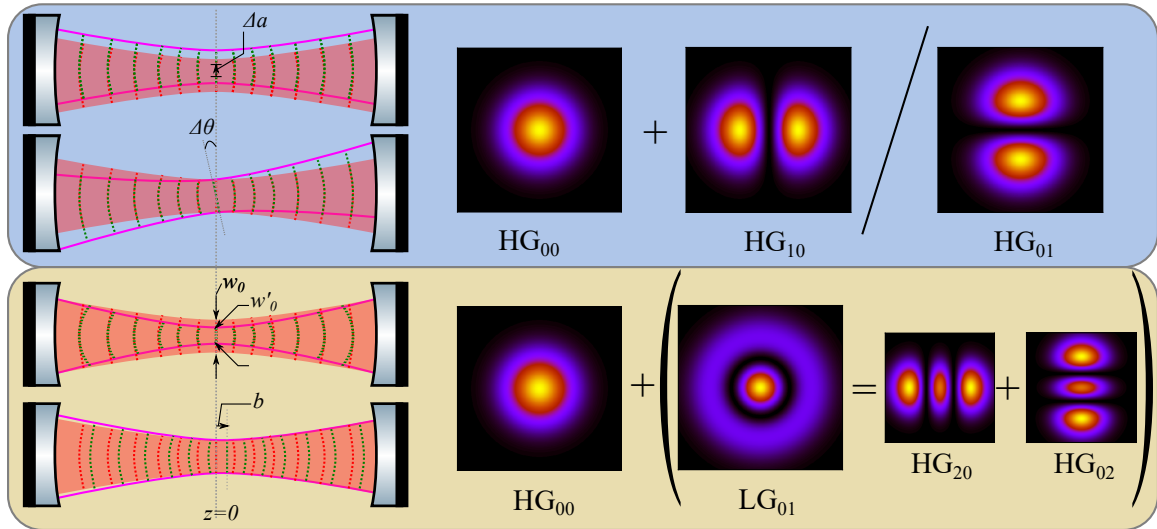 Δa
Δθ
HG₀₀
+
HG₁₀
HG₀₁
w₀
w'₀
b
z=0
HG₀₀
+
LG₀₁
=
HG₂₀
+
HG₀₂